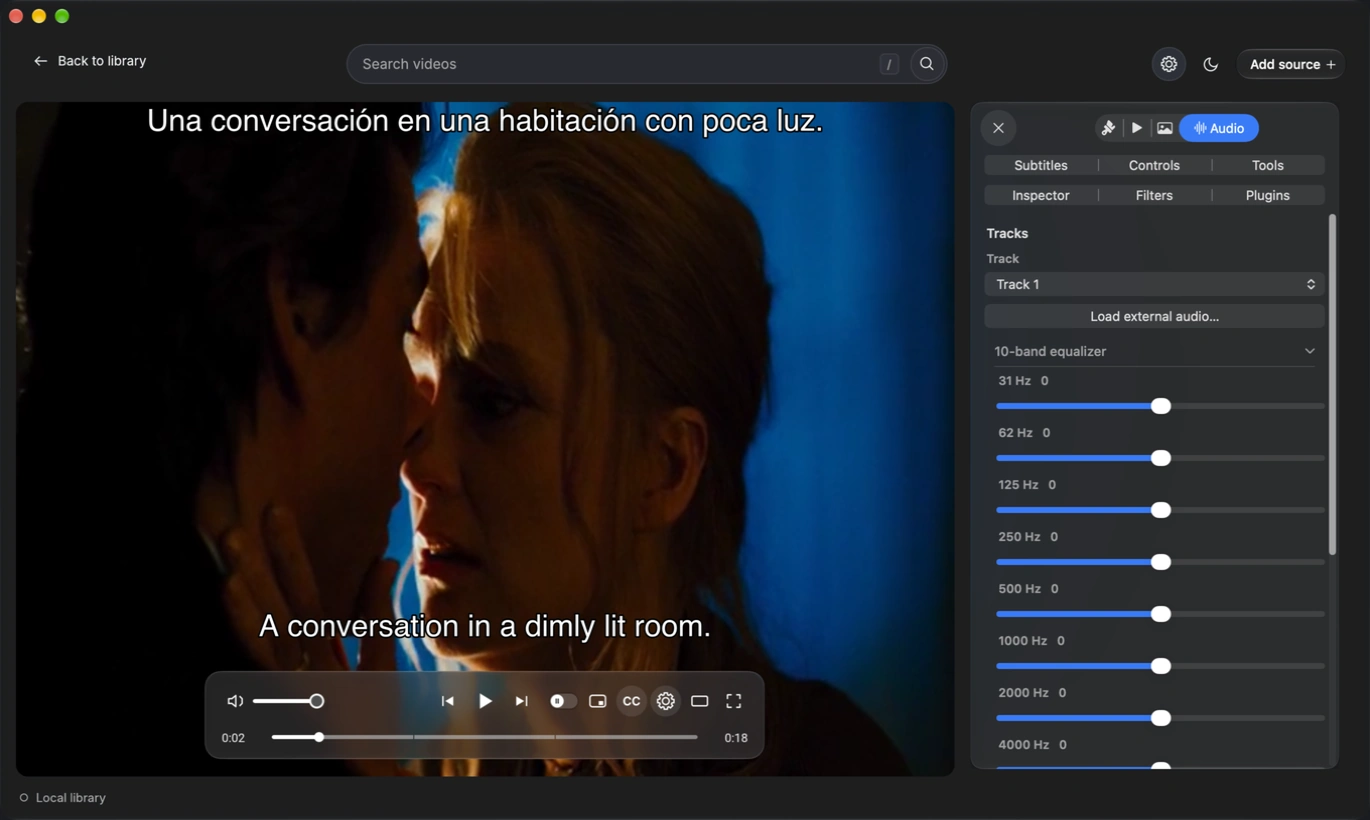 Back to library
Search videos
/
Add source +
Una conversación en una habitación con poca luz.
A conversation in a dimly lit room.
CC
0:02
0:18
Audio
Subtitles
Controls
Tools
Inspector
Filters
Plugins
Tracks
Track
Track 1
Load external audio...
10-band equalizer
31 Hz 0
62 Hz 0
125 Hz 0
250 Hz 0
500 Hz 0
1000 Hz 0
2000 Hz 0
4000 Hz 0
Local library